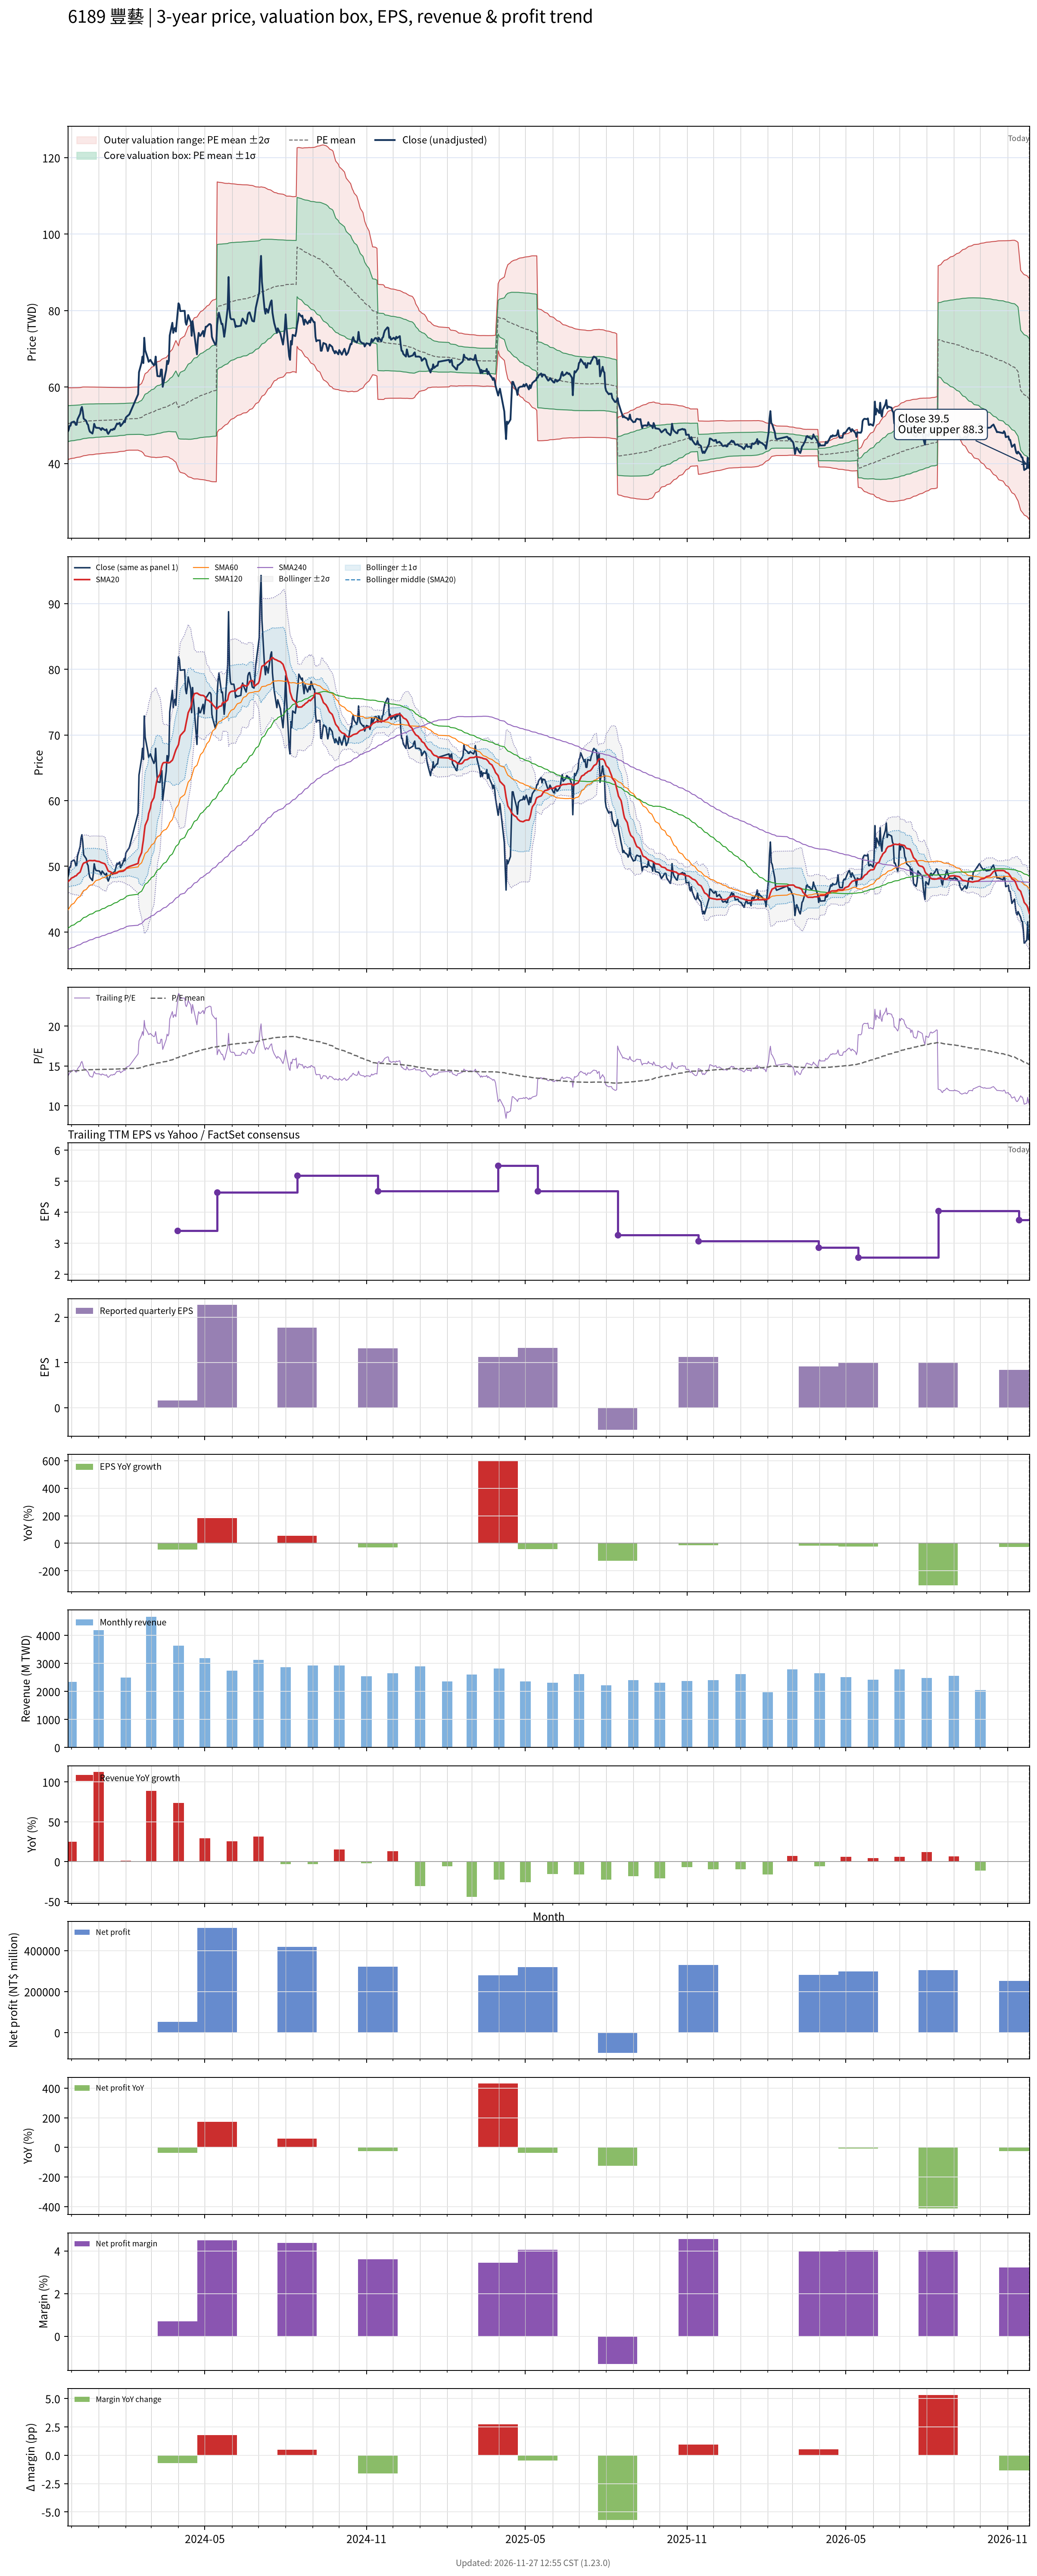 6189 豐藝 | 3-year price, valuation box, EPS, revenue & profit trend
Outer valuation range: PE mean ±2σ
PE mean
Close (unadjusted)
Core valuation box: PE mean ±1σ
Today
120
100
80
60
40
Price (TWD)
Close 39.5
Outer upper 88.3
Close (same as panel 1)
SMA60
SMA240
Bollinger ±1σ
SMA20
SMA120
Bollinger ±2σ
Bollinger middle (SMA20)
90
80
70
60
50
40
Price
Trailing P/E
P/E mean
20
15
10
P/E
Trailing TTM EPS vs Yahoo / FactSet consensus
Today
6
5
4
3
2
EPS
Reported quarterly EPS
2
1
0
EPS
EPS YoY growth
600
400
200
0
-200
YoY (%)
Monthly revenue
4000
3000
2000
1000
0
Revenue (M TWD)
Revenue YoY growth
100
50
0
-50
YoY (%)
Month
Net profit
400000
200000
0
Net profit (NT$ million)
Net profit YoY
400
200
0
-200
-400
YoY (%)
Net profit margin
4
2
0
Margin (%)
Margin YoY change
5.0
2.5
0.0
-2.5
-5.0
Δ margin (pp)
2024-05
2024-11
2025-05
2025-11
2026-05
2026-11
Updated: 2026-11-27 12:55 CST (1.23.0)